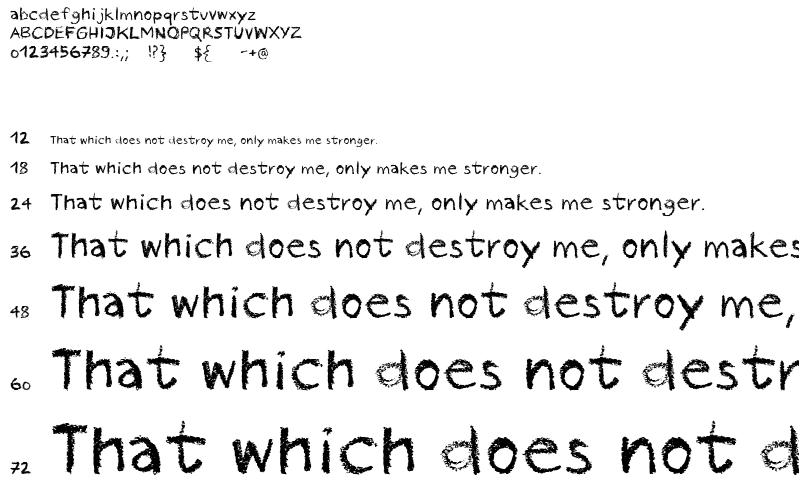 abcdefghijklmnopqrstuvwxyz
ABCDEFGHIJKLMNOPQRSTUVWXYZ
0123456789.:,; !?} ${ -+@
12 That which does not destroy me, only makes me stronger.
18 That which does not destroy me, only makes me stronger.
24 That which does not destroy me, only makes me stronger.
36 That which does not destroy me, only makes
48 That which does not destroy me,
60 That which does not destr
72 That which does not d